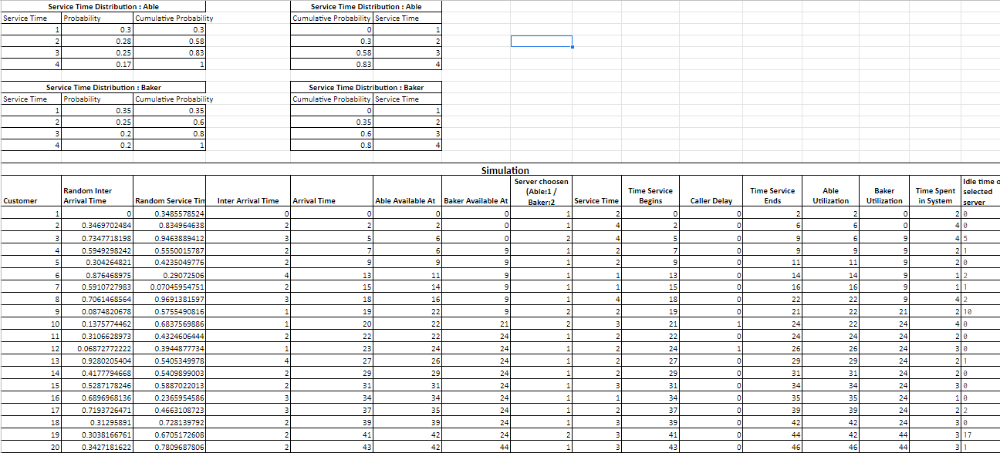 Service Time Distribution : Able Service Time Distribution : Able
Service Time Probability Cumulative Probability Cumulative Probability Service Time
1 0.3 0.3 0 1
2 0.28 0.58 0.3 2
3 0.25 0.83 0.58 3
4 0.17 1 0.83 4
Service Time Distribution : Baker Service Time Distribution : Baker
Service Time Probability Cumulative Probability Cumulative Probability Service Time
1 0.35 0.35 0 1
2 0.25 0.6 0.35 2
3 0.2 0.8 0.6 3
4 0.2 1 0.8 4
Simulation
Customer Random Inter Arrival Time Random Service Tim Inter Arrival Time Arrival Time Able Available At Baker Available At Server choosen (Able:1 / Baker:2 Service Time Time Service Begins Caller Delay Time Service Ends Able Utilization Baker Utilization Time Spent in System Idle time o selected server
1 0 0.3485578524 0 0 0 0 1 2 0 0 2 2 0 2 0
2 0.3469702484 0.834964638 2 2 2 0 1 4 2 0 6 6 0 4 0
3 0.7347718198 0.9463889412 3 5 6 0 2 4 5 0 9 6 9 4 5
4 0.5949298242 0.5550015787 2 7 6 9 1 2 7 0 9 9 9 2 1
5 0.304264821 0.4235049776 2 9 9 9 1 2 9 0 11 11 9 2 0
6 0.876468975 0.29072506 4 13 11 9 1 1 13 0 14 14 9 1 2
7 0.5910727983 0.07045954751 2 15 14 9 1 1 15 0 16 16 9 1 1
8 0.7061468564 0.9691381597 3 18 16 9 1 4 18 0 22 22 9 4 2
9 0.0874820678 0.5755490816 1 19 22 9 2 2 19 0 21 22 21 2 10
10 0.1375774462 0.6837569886 1 20 22 21 2 3 21 1 24 22 24 4 0
11 0.3106628973 0.4324606444 2 22 22 24 1 2 22 0 24 24 24 2 0
12 0.06872772222 0.3944877734 1 23 24 24 1 2 24 1 26 26 24 3 0
13 0.9280205404 0.5405349978 4 27 26 24 1 2 27 0 29 29 24 2 1
14 0.4177794668 0.5409899003 2 29 29 24 1 2 29 0 31 31 24 2 0
15 0.5287178246 0.5887022013 2 31 31 24 1 3 31 0 34 34 24 3 0
16 0.6896968136 0.2365954586 3 34 34 24 1 1 34 0 35 35 24 1 0
17 0.7193726471 0.4663108723 3 37 35 24 1 2 37 0 39 39 24 2 2
18 0.31295891 0.728139792 2 39 39 24 1 3 39 0 42 42 24 3 0
19 0.3038166761 0.6705172608 2 41 42 24 2 3 41 0 44 42 44 3 17
20 0.3427181622 0.7809687806 2 43 42 44 1 3 43 0 46 46 44 3 1